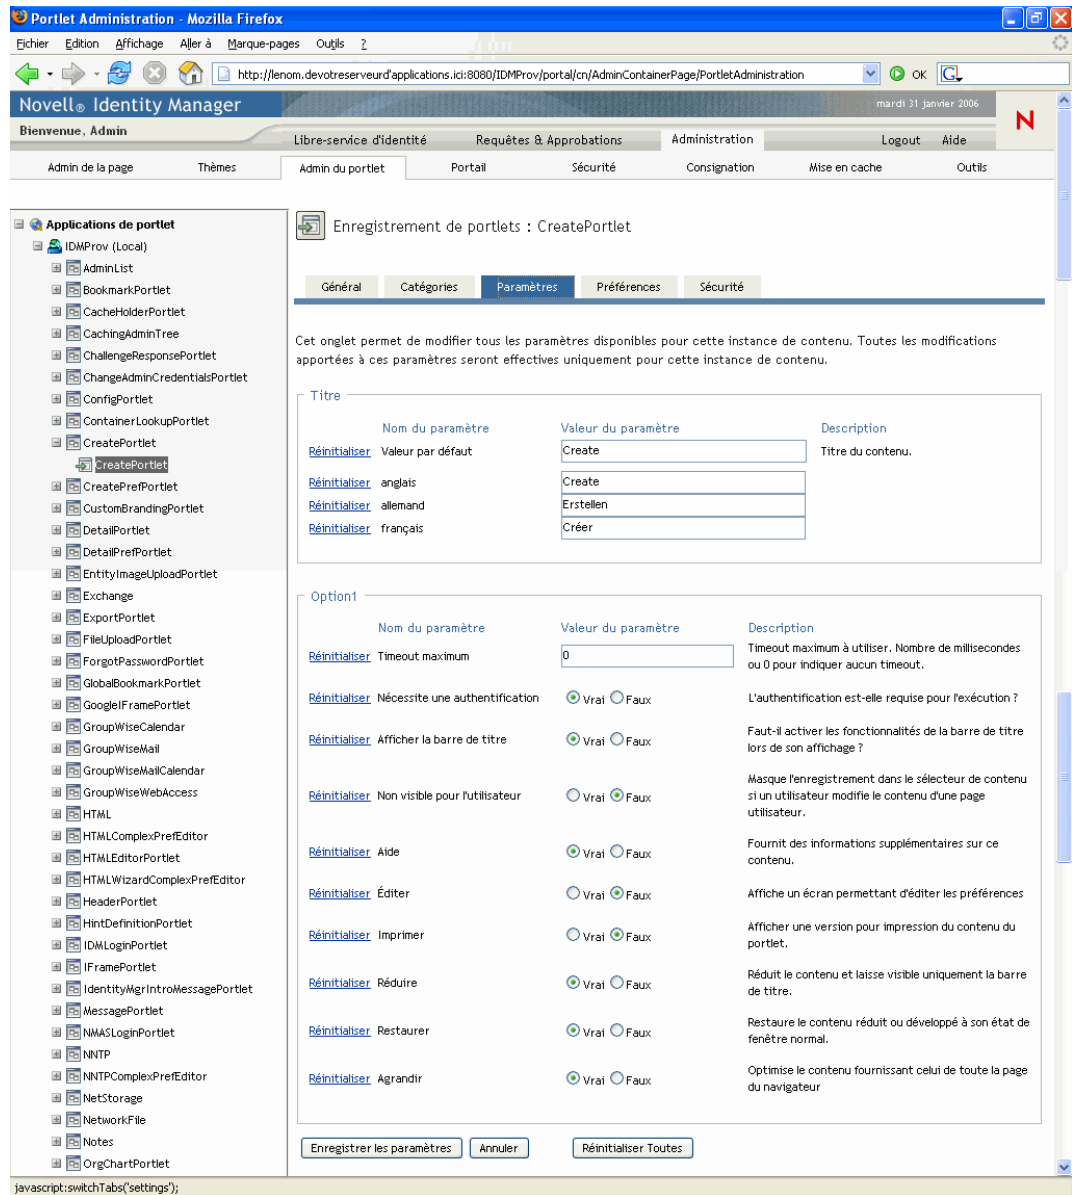 Portlet Administration - Mozilla Firefox
Fichier Edition Affichage Aller à Marque-pages Outils ?
http://lenom.devotreserveurd'applications.ici:8080/IDMProv/portal/cn/AdminContainerPage/PortletAdministration OK G
Novell® Identity Manager mardi 31 janvier 2006
N
Bienvenue, Admin
Libre-service d'identité Requêtes & Approbations Administration Logout Aide
Admin de la page Thèmes Admin du portlet Portail Sécurité Consignation Mise en cache Outils
Applications de portlet
IDMProv (Local)
AdminList
BookmarkPortlet
CacheHolderPortlet
CachingAdminTree
ChallengeResponsePortlet
ChangeAdminCredentialsPortlet
ConfigPortlet
ContainerLookupPortlet
CreatePortlet
CreatePortlet
CreatePrefPortlet
CustomBrandingPortlet
DetailPortlet
DetailPrefPortlet
EntityImageUploadPortlet
Exchange
ExportPortlet
FileUploadPortlet
ForgotPasswordPortlet
GlobalBookmarkPortlet
GoogleIFramePortlet
GroupWiseCalendar
GroupWiseMail
GroupWiseMailCalendar
GroupWiseWebAccess
HTML
HTMLComplexPrefEditor
HTMLEditorPortlet
HTMLWizardComplexPrefEditor
HeaderPortlet
HintDefinitionPortlet
IDMLoginPortlet
IFramePortlet
IdentityMgrIntroMessagePortlet
MessagePortlet
NMASLoginPortlet
NNTP
NNTPComplexPrefEditor
NetStorage
NetworkFile
Notes
OrgChartPortlet
Enregistrement de portlets : CreatePortlet
Général Catégories Paramètres Préférences Sécurité
Cet onglet permet de modifier tous les paramètres disponibles pour cette instance de contenu. Toutes les modifications
apportées à ces paramètres seront effectives uniquement pour cette instance de contenu.
Titre
Nom du paramètre Valeur du paramètre Description
Réinitialiser Valeur par défaut Create Titre du contenu.
Réinitialiser anglais Create
Réinitialiser allemand Erstellen
Réinitialiser français Créer
Option1
Nom du paramètre Valeur du paramètre Description
Réinitialiser Timeout maximum 0 Timeout maximum à utiliser. Nombre de millisecondes
ou 0 pour indiquer aucun timeout.
Réinitialiser Nécessite une authentification Vrai Faux L'authentification est-elle requise pour l'exécution ?
Réinitialiser Afficher la barre de titre Vrai Faux Faut-il activer les fonctionnalités de la barre de titre
lors de son affichage ?
Réinitialiser Non visible pour l'utilisateur Vrai Faux Masque l'enregistrement dans le sélecteur de contenu
si un utilisateur modifie le contenu d'une page
utilisateur.
Réinitialiser Aide Vrai Faux Fournit des informations supplémentaires sur ce
contenu.
Réinitialiser Éditer Vrai Faux Affiche un écran permettant d'éditer les préférences
Réinitialiser Imprimer Vrai Faux Afficher une version pour impression du contenu du
portlet.
Réinitialiser Réduire Vrai Faux Réduit le contenu et laisse visible uniquement la barre
de titre.
Réinitialiser Restaurer Vrai Faux Restaure le contenu réduit ou développé à son état de
fenêtre normal.
Réinitialiser Agrandir Vrai Faux Optimise le contenu fournissant celui de toute la page
du navigateur
Enregistrer les paramètres Annuler Réinitialiser Toutes
javascript:switchTabs('settings');